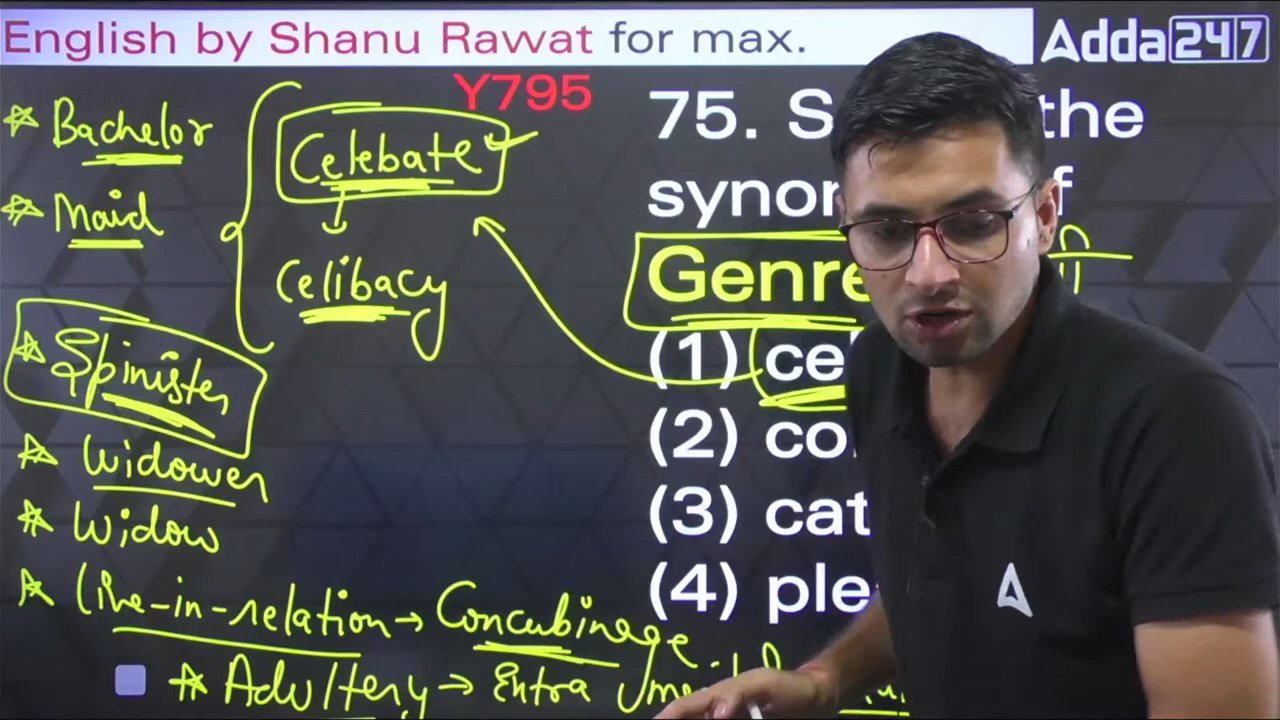 English by Shanu Rawat for max.
Adda247
Y795
75. S the
synon f
Genre
(1) ce
(2) co
(3) cat
(4) ple
Bachelor
Maid
Spinister
Widower
Widow
Live-in-relation → Concubinage
Adultery → Extra
Celebate
Celibacy